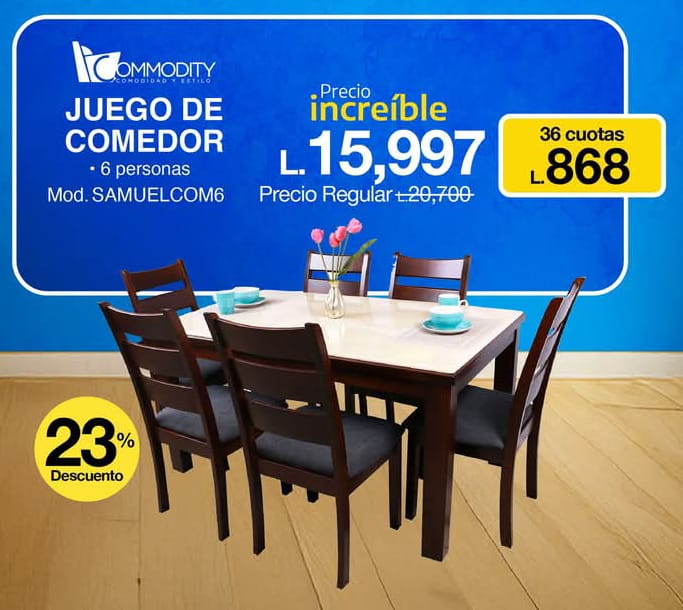 COMMODITY
COMODIDAD Y ESTILO
JUEGO DE
COMEDOR
• 6 personas
Mod. SAMUELCOM6
Precio
increíble
L.15,997
Precio Regular L.20,700
36 cuotas
L.868
23%
Descuento